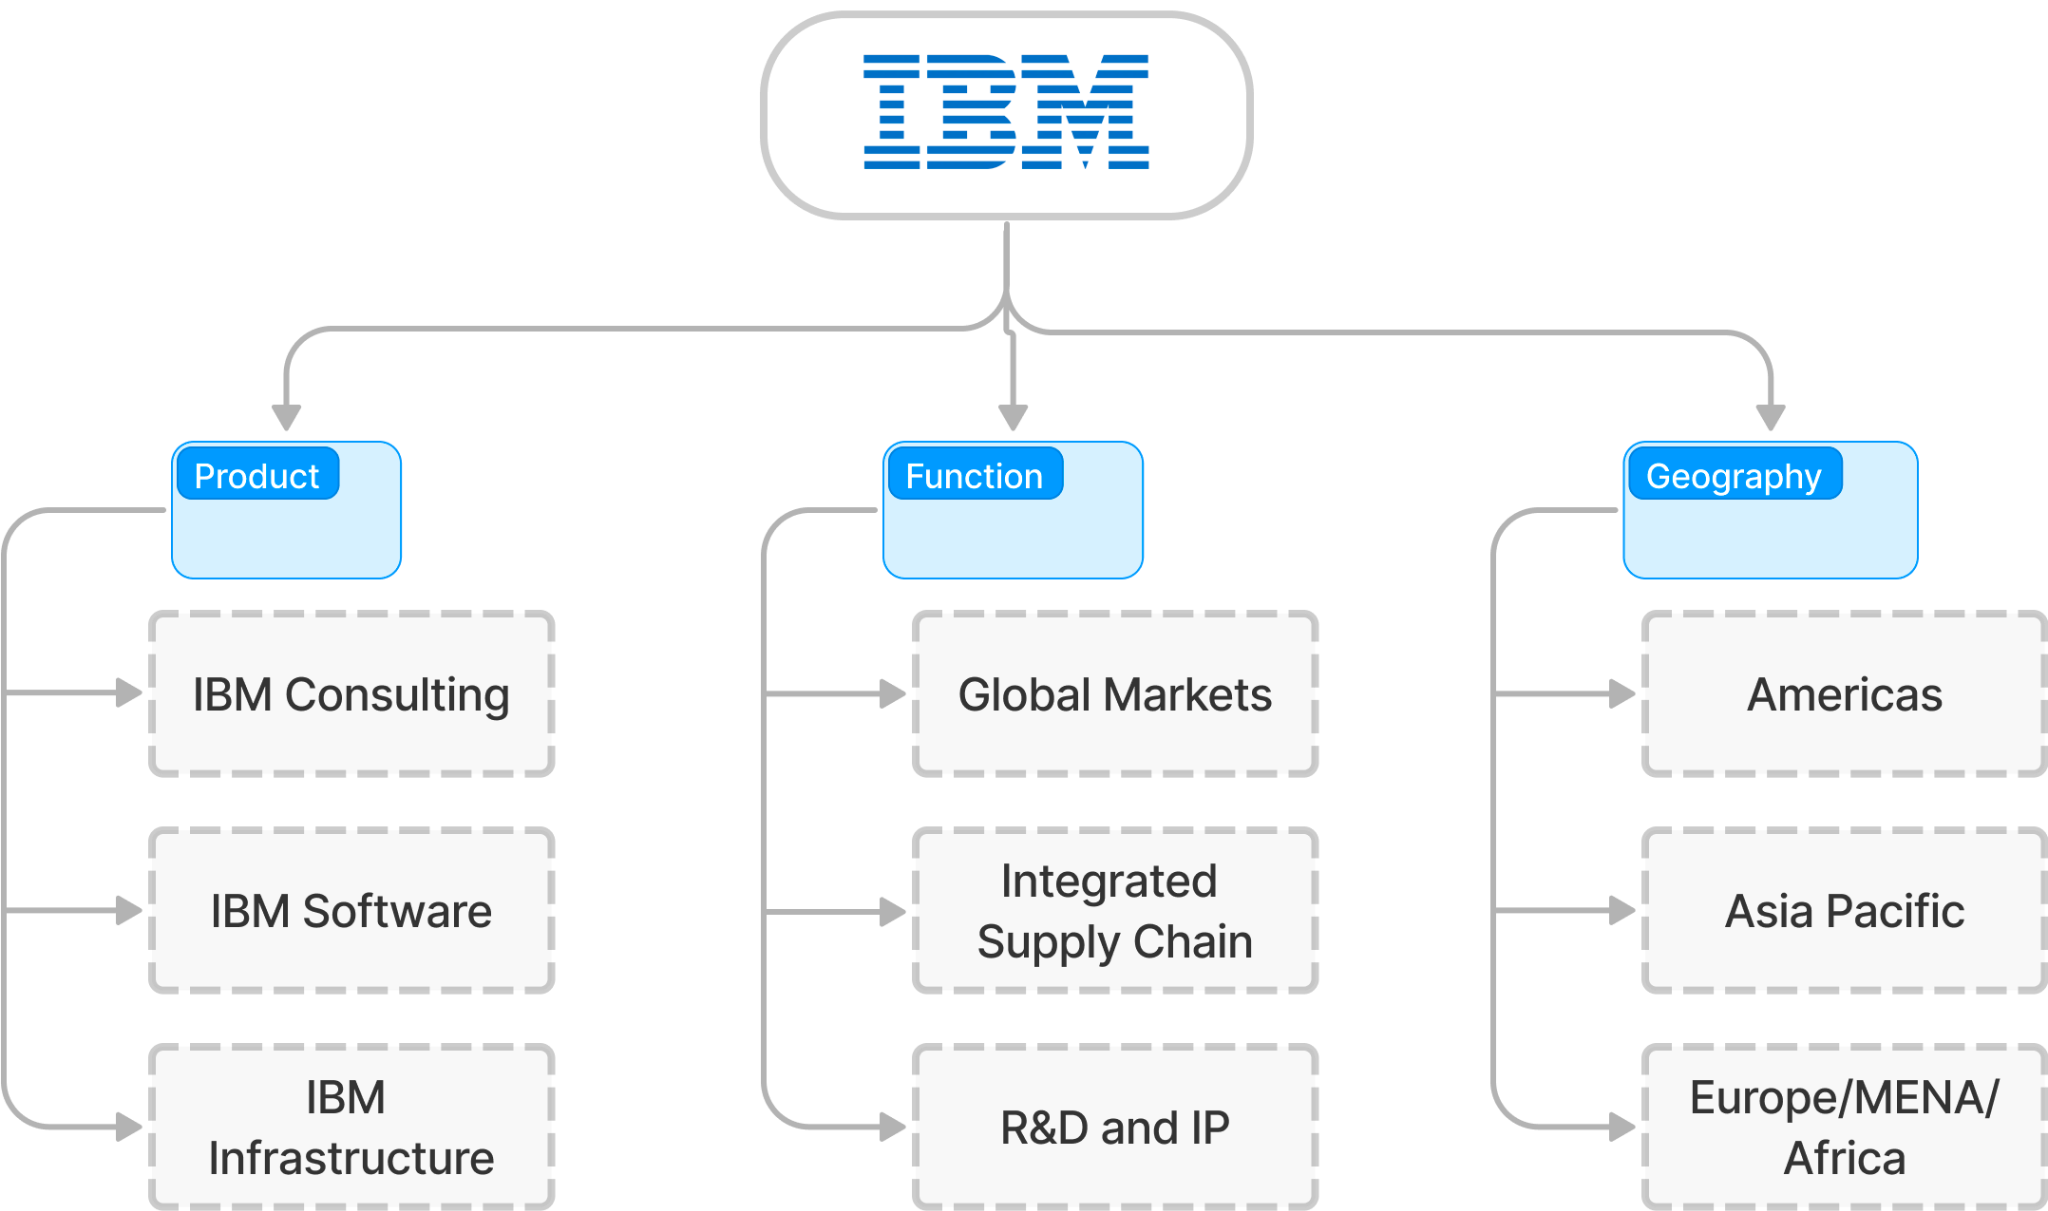 IBM
Product
Function
Geography
IBM Consulting
Global Markets
Americas
IBM Software
Integrated
Supply Chain
Asia Pacific
IBM
Infrastructure
R&D and IP
Europe/MENA/
Africa